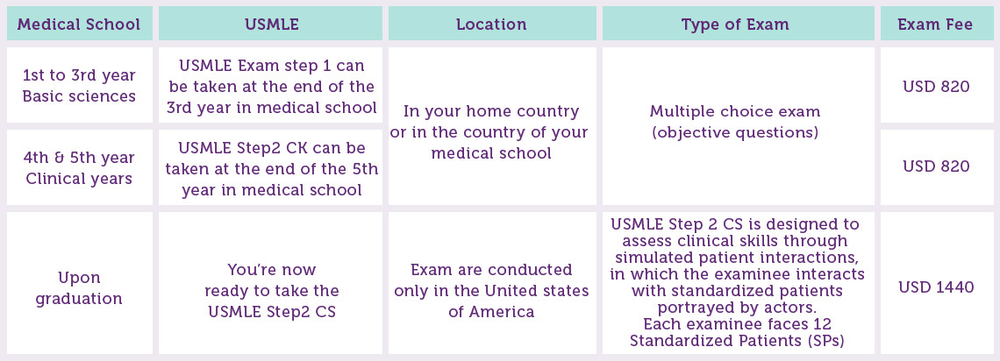 Medical School
USMLE
Location
Type of Exam
Exam Fee
1st to 3rd year
Basic sciences
USMLE Exam step 1 can
be taken at the end of the
3rd year in medical school
In your home country
or in the country of your
medical school
Multiple choice exam
(objective questions)
USD 820
4th & 5th year
Clinical years
USMLE Step2 CK can be
taken at the end of the 5th
year in medical school
USD 820
Upon
graduation
You're now
ready to take the
USMLE Step2 CS
Exam are conducted
only in the United states
of America
USMLE Step 2 CS is designed to
assess clinical skills through
simulated patient interactions,
in which the examinee interacts
with standardized patients
portrayed by actors.
Each examinee faces 12
Standardized Patients (SPs)
USD 1440